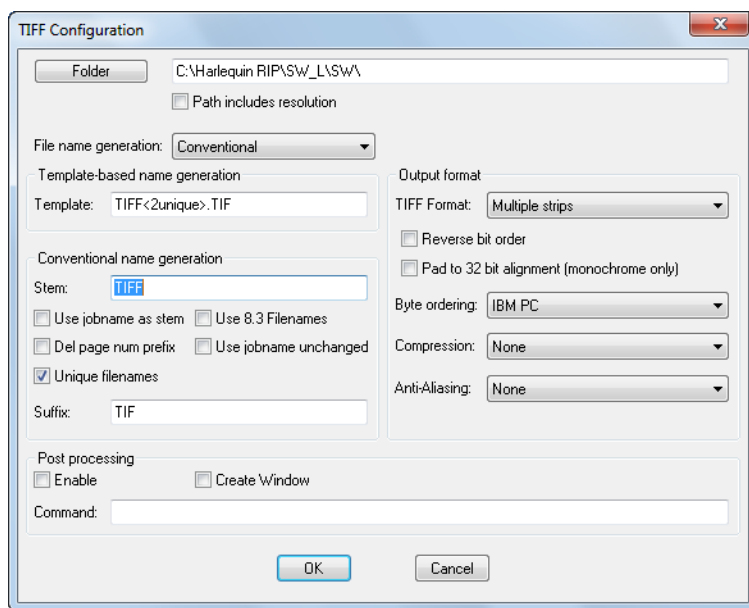 TIFF Configuration
Folder C:\Harlequin RIP\SW_L\SW\
Path includes resolution
File name generation: Conventional
Template-based name generation
Template: TIFF<2unique>.TIF
Conventional name generation
Stem: TIFF
Use jobname as stem Use 8.3 Filenames
Del page num prefix Use jobname unchanged
Unique filenames
Suffix: TIF
Output format
TIFF Format: Multiple strips
Reverse bit order
Pad to 32 bit alignment (monochrome only)
Byte ordering: IBM PC
Compression: None
Anti-Aliasing: None
Post processing
Enable Create Window
Command:
OK Cancel